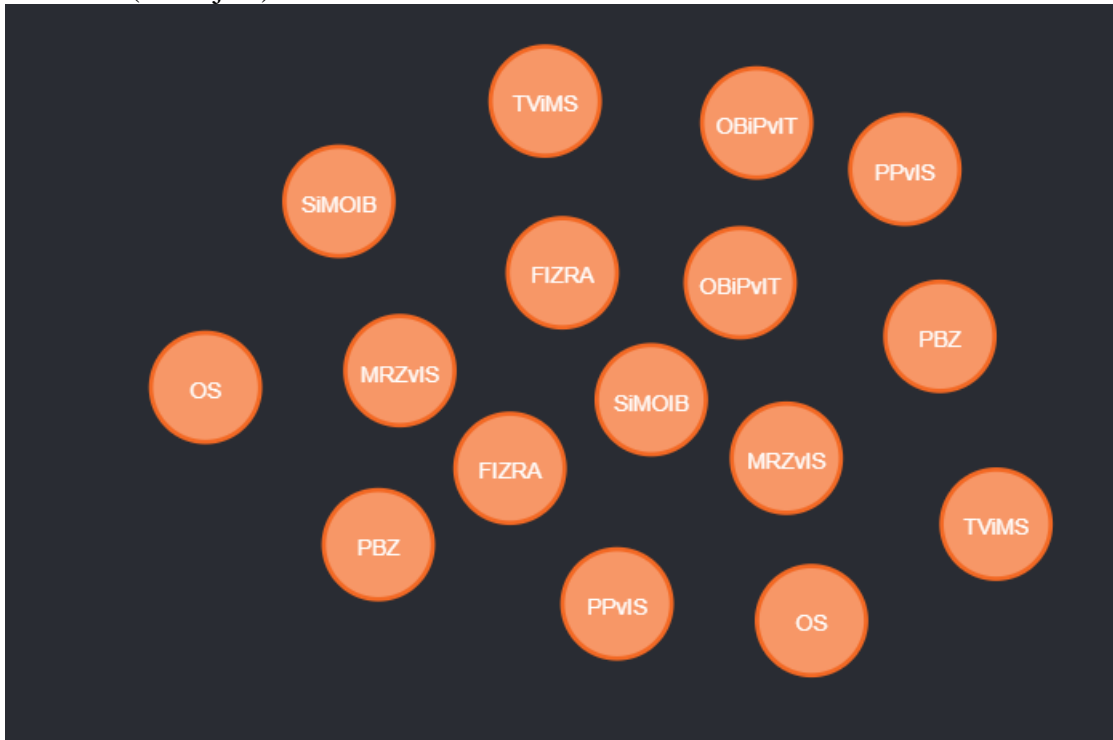 TViMS
OBiPvIT
PPvIS
SiMOIB
FIZRA
OBiPvIT
PBZ
MRZvIS
OS
SiMOIB
MRZvIS
FIZRA
TViMS
PBZ
PPvIS
OS